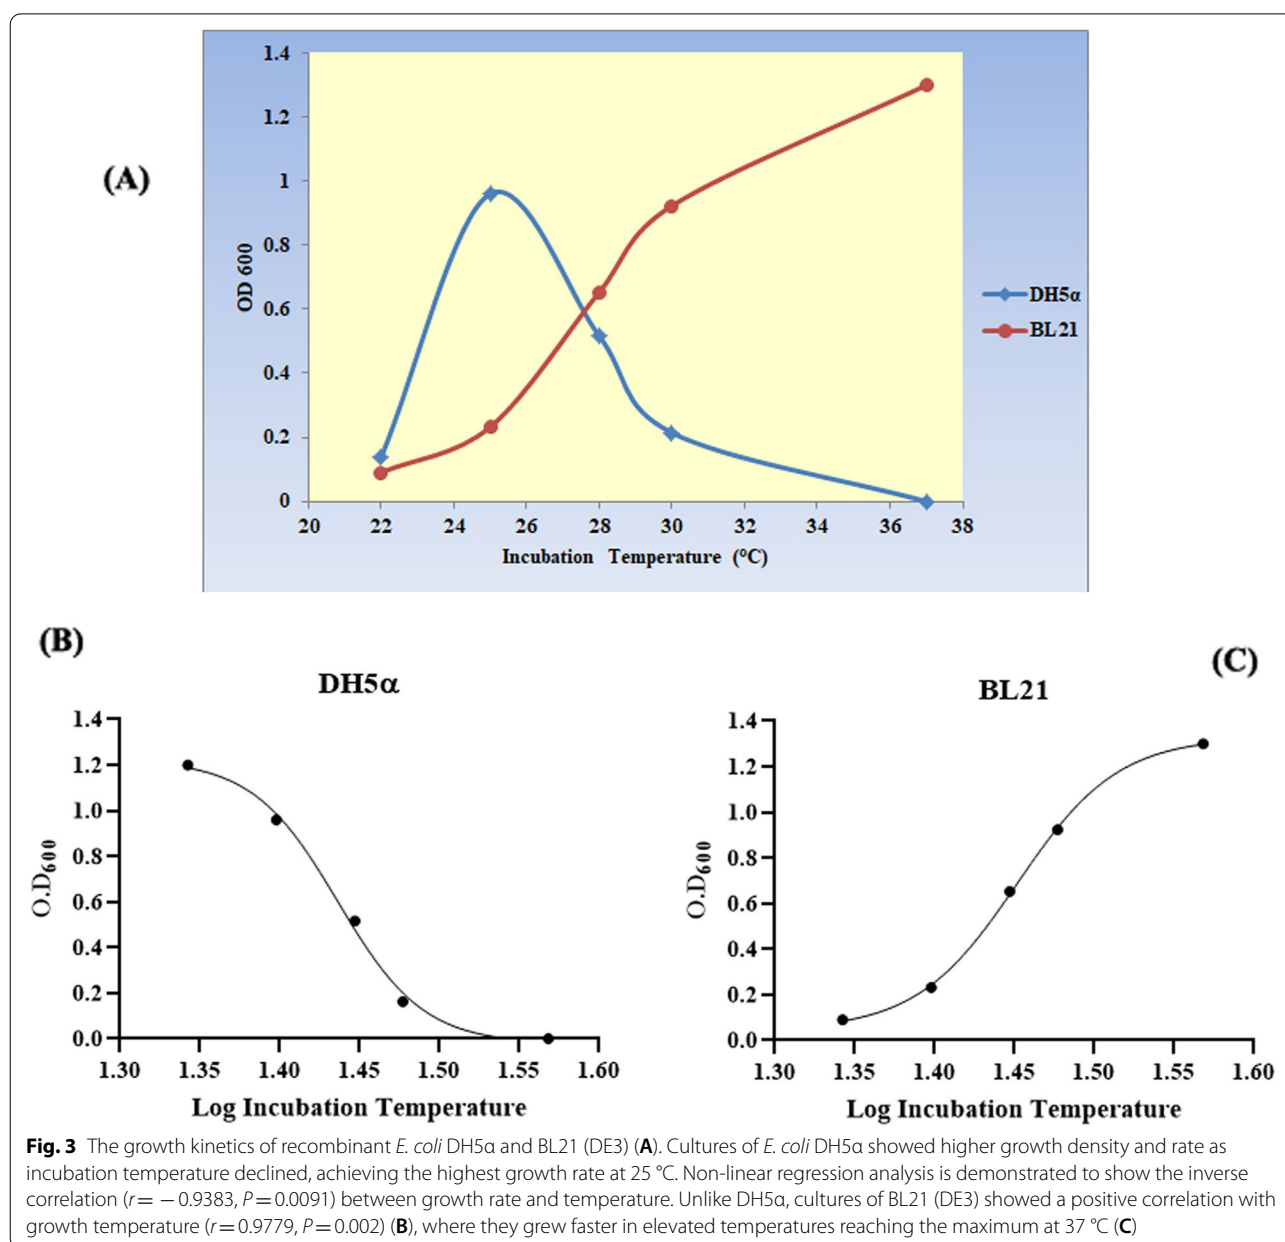 (A)
1.4
1.2
1
0.8
0.6
0.4
0.2
0
OD 600
20 22 24 26 28 30 32 34 36 38
Incubation Temperature (°C)
DH5α
BL21
(B)
DH5α
1.4
1.2
1.0
0.8
0.6
0.4
0.2
0.0
O.D600
1.30 1.35 1.40 1.45 1.50 1.55 1.60
Log Incubation Temperature
(C)
BL21
1.4
1.2
1.0
0.8
0.6
0.4
0.2
0.0
O.D600
1.30 1.35 1.40 1.45 1.50 1.55 1.60
Log Incubation Temperature
Fig. 3 The growth kinetics of recombinant E. coli DH5α and BL21 (DE3) (A). Cultures of E. coli DH5α showed higher growth density and rate as
incubation temperature declined, achieving the highest growth rate at 25 °C. Non-linear regression analysis is demonstrated to show the inverse
correlation (r = −0.9383, P = 0.0091) between growth rate and temperature. Unlike DH5α, cultures of BL21 (DE3) showed a positive correlation with
growth temperature (r = 0.9779, P = 0.002) (B), where they grew faster in elevated temperatures reaching the maximum at 37 °C (C)